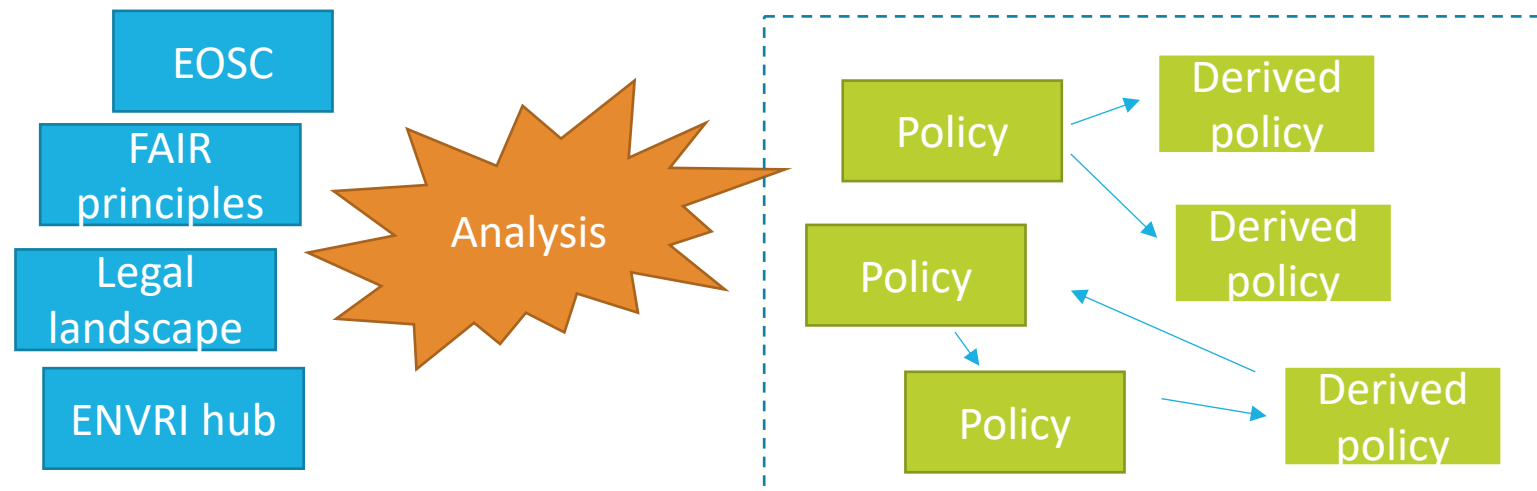 EOSC
FAIR
principles
Legal
landscape
ENVRI hub
Analysis
Policy
Derived
policy
Derived
policy
Policy
Policy
Derived
policy